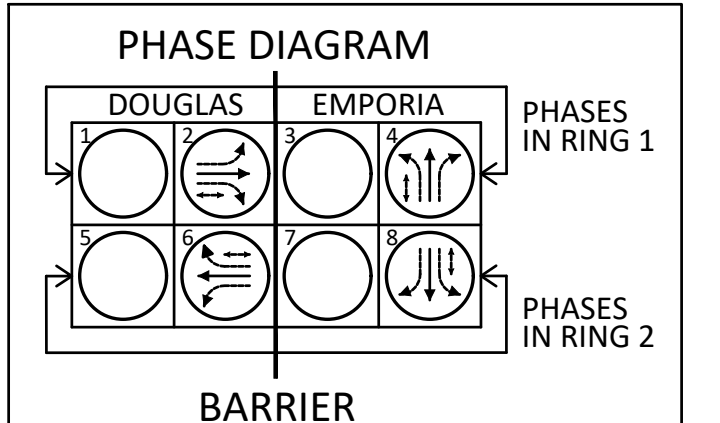 PHASE DIAGRAM
DOUGLAS EMPORIA
PHASES
IN RING 1
1 2 3 4
5 6 7 8
PHASES
IN RING 2
BARRIER